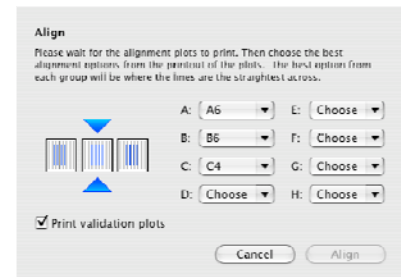 Align
Please wait for the alignment plots to print. Then choose the best
alignment options from the printout of the plots. The best option from
each group will be where the lines are the straightest across.
A: A6 E: Choose
B: B6 F: Choose
C: C4 G: Choose
D: Choose H: Choose
Print validation plots
Cancel Align